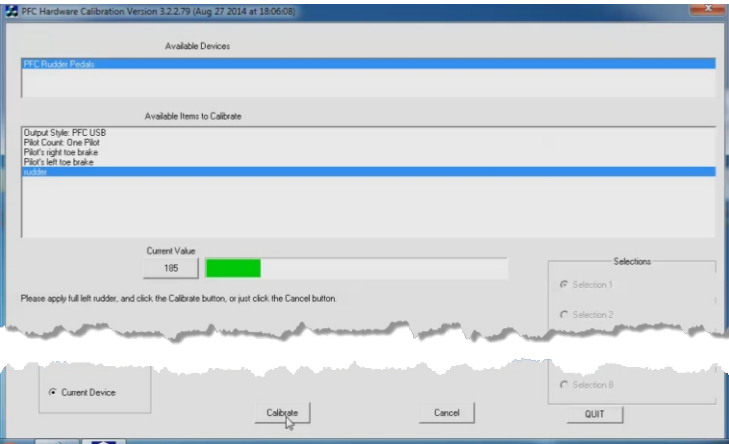 PFC Hardware Calibration Version 3.2.2.79 (Aug 27 2014 at 18:06:08)
Available Devices
PFC Rudder Pedals
Available Items to Calibrate
Output Style: PFC USB
Pilot Count: One Pilot
Pilot's right toe brake
Pilot's left toe brake
rudder
Current Value
185
Selections
Selection 1
Please apply full left rudder, and click the Calibrate button, or just click the Cancel button.
Selection 2
Current Device
Selection 8
Calibrate
Cancel
QUIT